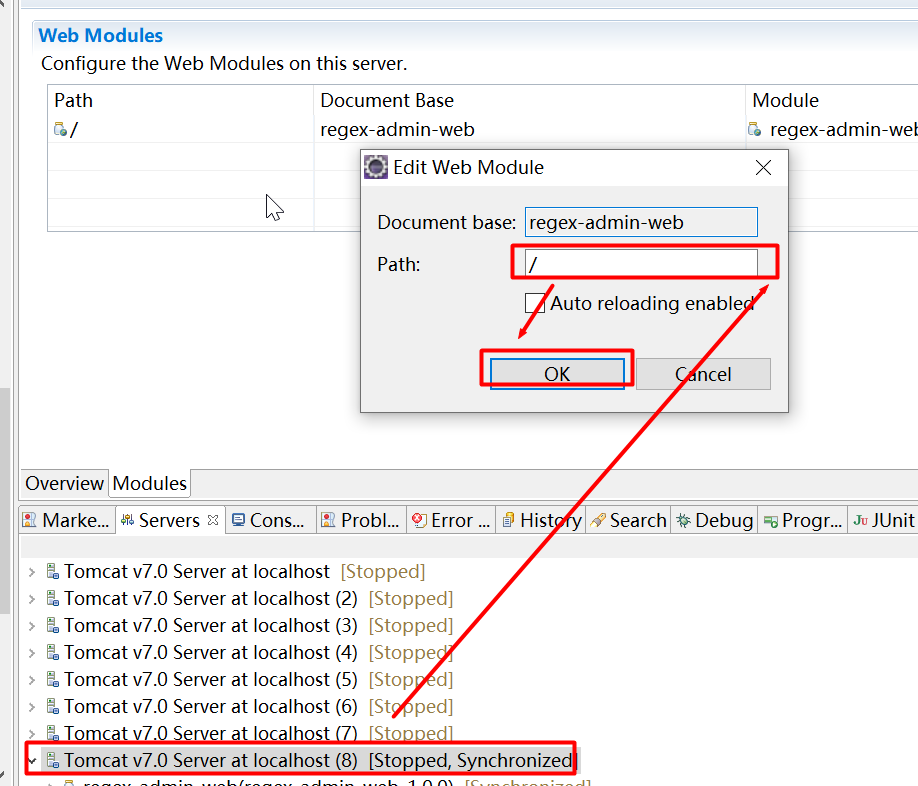 Web Modules
Configure the Web Modules on this server.
Path Document Base Module
/ regex-admin-web regex-admin-web
Edit Web Module
Document base: regex-admin-web
Path: /
Auto reloading enabled
OK Cancel
Overview Modules
Marke... Servers Cons... Probl... Error ... History Search Debug Progr... JUnit
Tomcat v7.0 Server at localhost [Stopped]
Tomcat v7.0 Server at localhost (2) [Stopped]
Tomcat v7.0 Server at localhost (3) [Stopped]
Tomcat v7.0 Server at localhost (4) [Stopped]
Tomcat v7.0 Server at localhost (5) [Stopped]
Tomcat v7.0 Server at localhost (6) [Stopped]
Tomcat v7.0 Server at localhost (7) [Stopped]
Tomcat v7.0 Server at localhost (8) [Stopped, Synchronized]
regex-admin-web(regex-admin-web-1.0.0) [Synchronized]